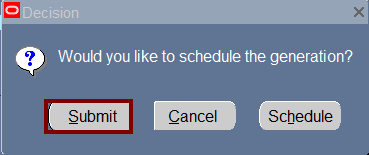 Decision
Would you like to schedule the generation?
Submit Cancel Schedule